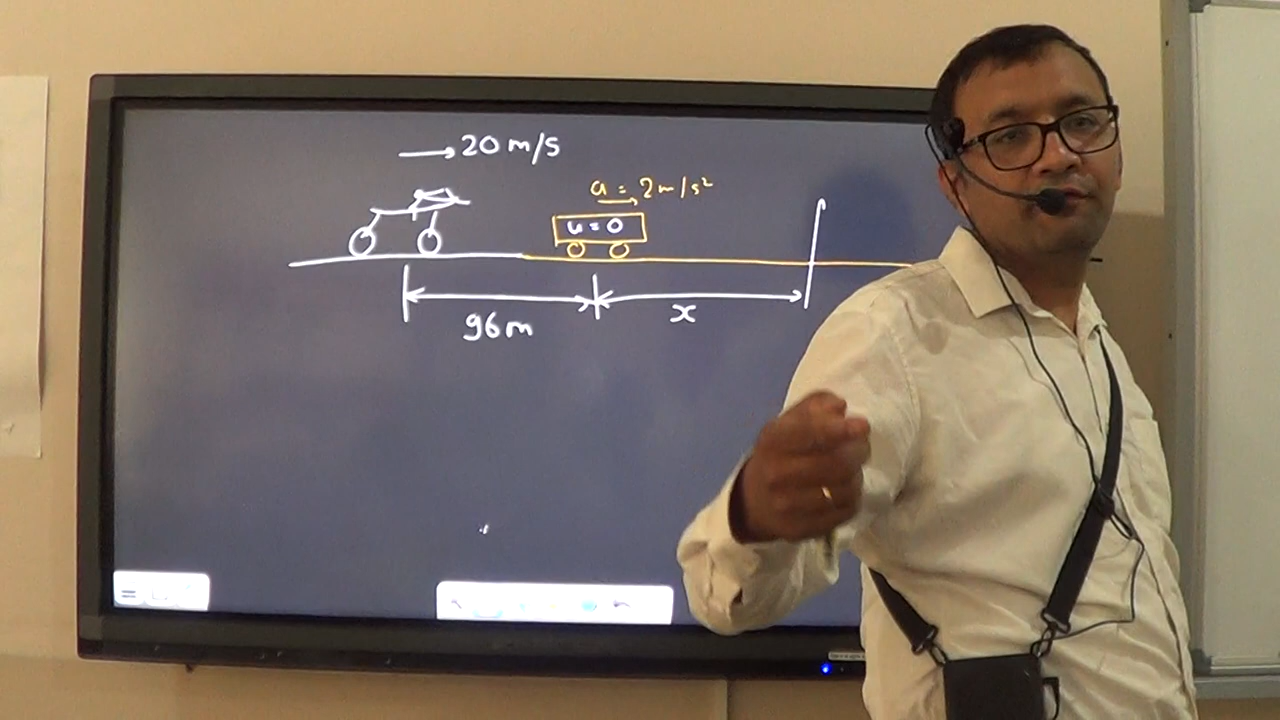 20 m/s
a = 2 m/s²
u = 0
96 m
x